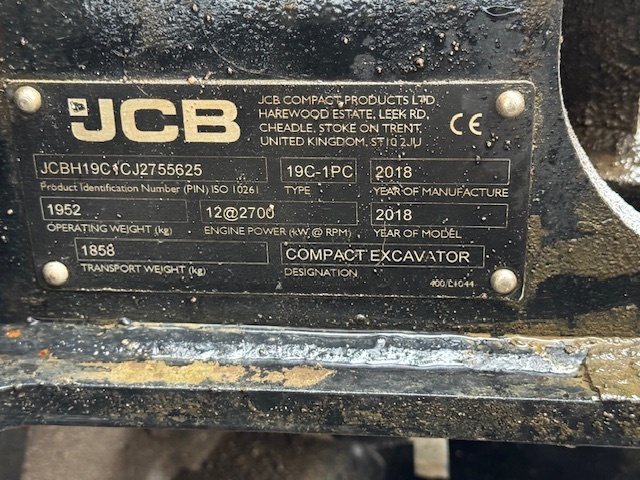 JCB
JCB COMPACT PRODUCTS LTD
HAREWOOD ESTATE, LEEK RD,
CHEADLE, STOKE ON TRENT,
UNITED KINGDOM, ST10 2JU
CE
JCBH19C1CJ2755625 19C-1PC 2018
Product Identification Number (PIN) ISO 10261 TYPE YEAR OF MANUFACTURE
1952 12@2700 2018
OPERATING WEIGHT (kg) ENGINE POWER (kW @ RPM) YEAR OF MODEL
1858 COMPACT EXCAVATOR
TRANSPORT WEIGHT (kg) DESIGNATION